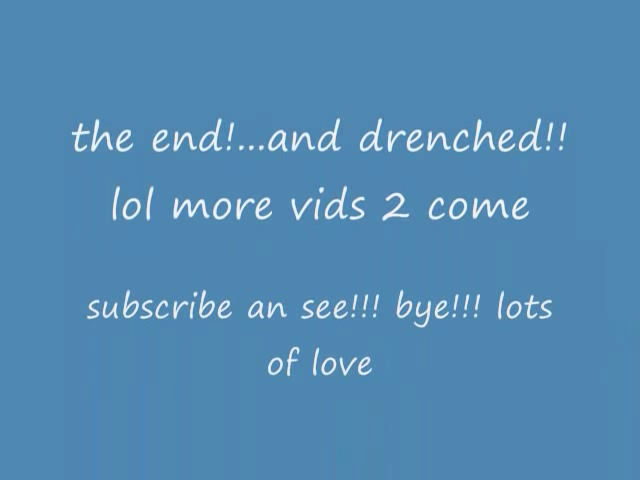 the end!...and drenched!!
lol more vids 2 come
subscribe an see!!! bye!!! lots
of love